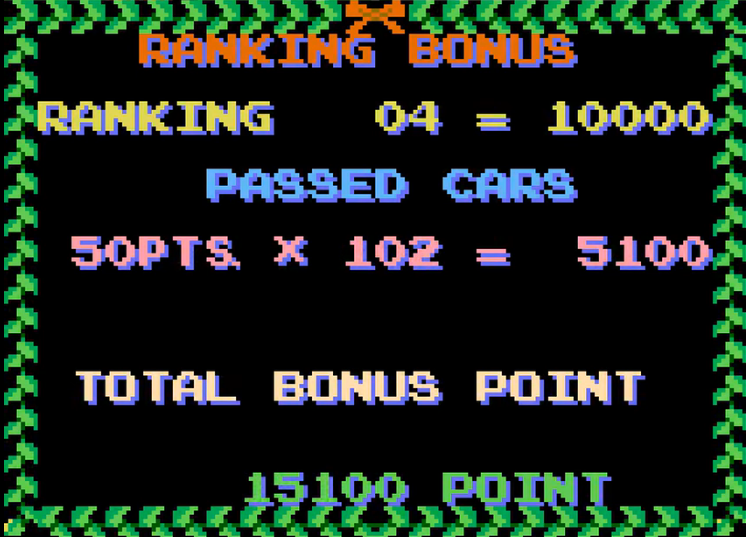 RANKING BONUS
RANKING 04 = 10000
PASSED CARS
50PTS X 102 = 5100
TOTAL BONUS POINT
15100 POINT